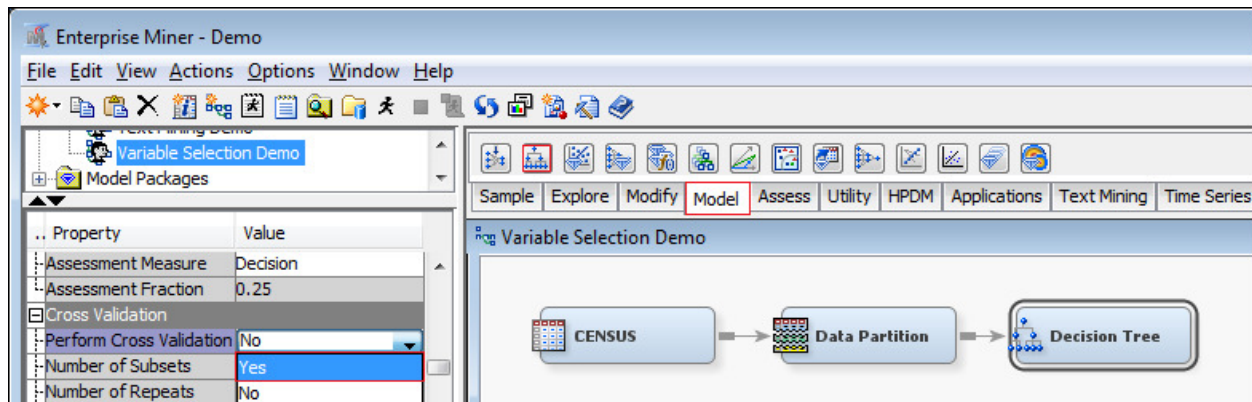 Enterprise Miner - Demo
File Edit View Actions Options Window Help
Text Mining Demo
Variable Selection Demo
Model Packages
Sample Explore Modify Model Assess Utility HPDM Applications Text Mining Time Series
.. Property Value
Assessment Measure Decision
Assessment Fraction 0.25
Cross Validation
Perform Cross Validation No
Number of Subsets Yes
Number of Repeats No
Variable Selection Demo
CENSUS Data Partition Decision Tree